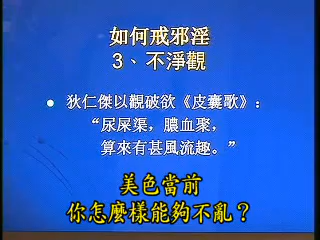 如何戒邪淫
3、不淨觀
● 狄仁傑以觀破欲《皮囊歌》：
“尿屎渠，膿血聚，
算來有甚風流趣。”
美色當前
你怎麼樣能夠不亂？